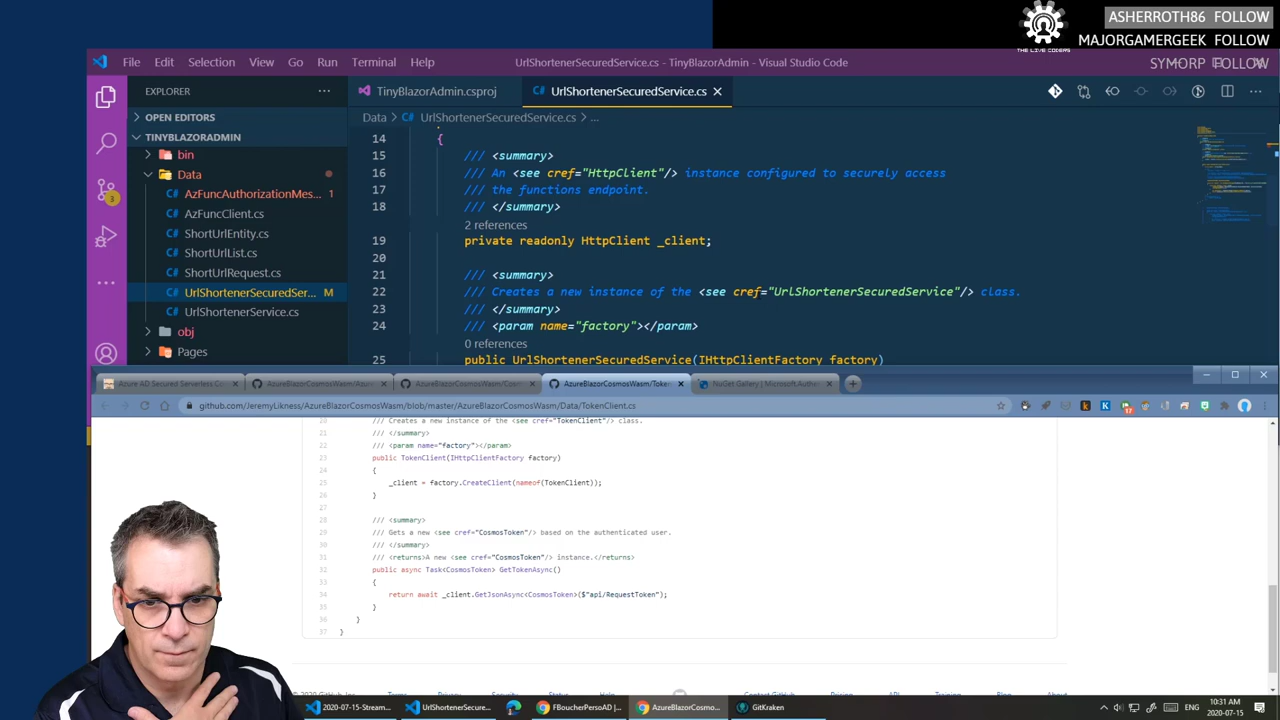 ASHERROTH86 FOLLOW
MAJORGAMERGEEK FOLLOW
SYMORP FOLLOW
THE LIVE CODERS
File Edit Selection View Go Run Terminal Help
UrlShortenerSecuredService.cs - TinyBlazorAdmin - Visual Studio Code
EXPLORER
TinyBlazorAdmin.csproj
UrlShortenerSecuredService.cs
OPEN EDITORS
TINYBLAZORADMIN
bin
Data
AzFuncAuthorizationMes...
AzFuncClient.cs
ShortUrlEntity.cs
ShortUrlList.cs
ShortUrlRequest.cs
UrlShortenerSecuredSer... M
UrlShortenerService.cs
obj
Pages
3
Data > UrlShortenerSecuredService.cs > ...
14 {
15 /// <summary>
16 /// An <see cref="HttpClient"/> instance configured to securely access
17 /// the functions endpoint.
18 /// </summary>
2 references
19 private readonly HttpClient _client;
20
21 /// <summary>
22 /// Creates a new instance of the <see cref="UrlShortenerSecuredService"/> class.
23 /// </summary>
24 /// <param name="factory"></param>
0 references
25 public UrlShortenerSecuredService(IHttpClientFactory factory)
Azure AD Secured Serverless Co
AzureBlazorCosmosWasm/Azure
AzureBlazorCosmosWasm/Cosm
AzureBlazorCosmosWasm/Token
NuGet Gallery | Microsoft.Authe
github.com/JeremyLikness/AzureBlazorCosmosWasm/blob/master/AzureBlazorCosmosWasm/Data/TokenClient.cs
20 /// Creates a new instance of the <see cref="TokenClient"/> class.
21 /// </summary>
22 /// <param name="factory"></param>
23 public TokenClient(IHttpClientFactory factory)
24 {
25 _client = factory.CreateClient(nameof(TokenClient));
26 }
27
28 /// <summary>
29 /// Gets a new <see cref="CosmosToken"/> based on the authenticated user.
30 /// </summary>
31 /// <returns>A new <see cref="CosmosToken"/> instance.</returns>
32 public async Task<CosmosToken> GetTokenAsync()
33 {
34 return await _client.GetJsonAsync<CosmosToken>($"api/RequestToken");
35 }
36 }
37 }
© 2020 GitHub, Inc. Terms Privacy Security Status Help Contact GitHub Pricing API Training Blog About
2020-07-15-Stream...
UrlShortenerSecure...
FBoucherPersoAD |...
AzureBlazorCosmo...
GitKraken
ENG
10:31 AM
2020-07-15